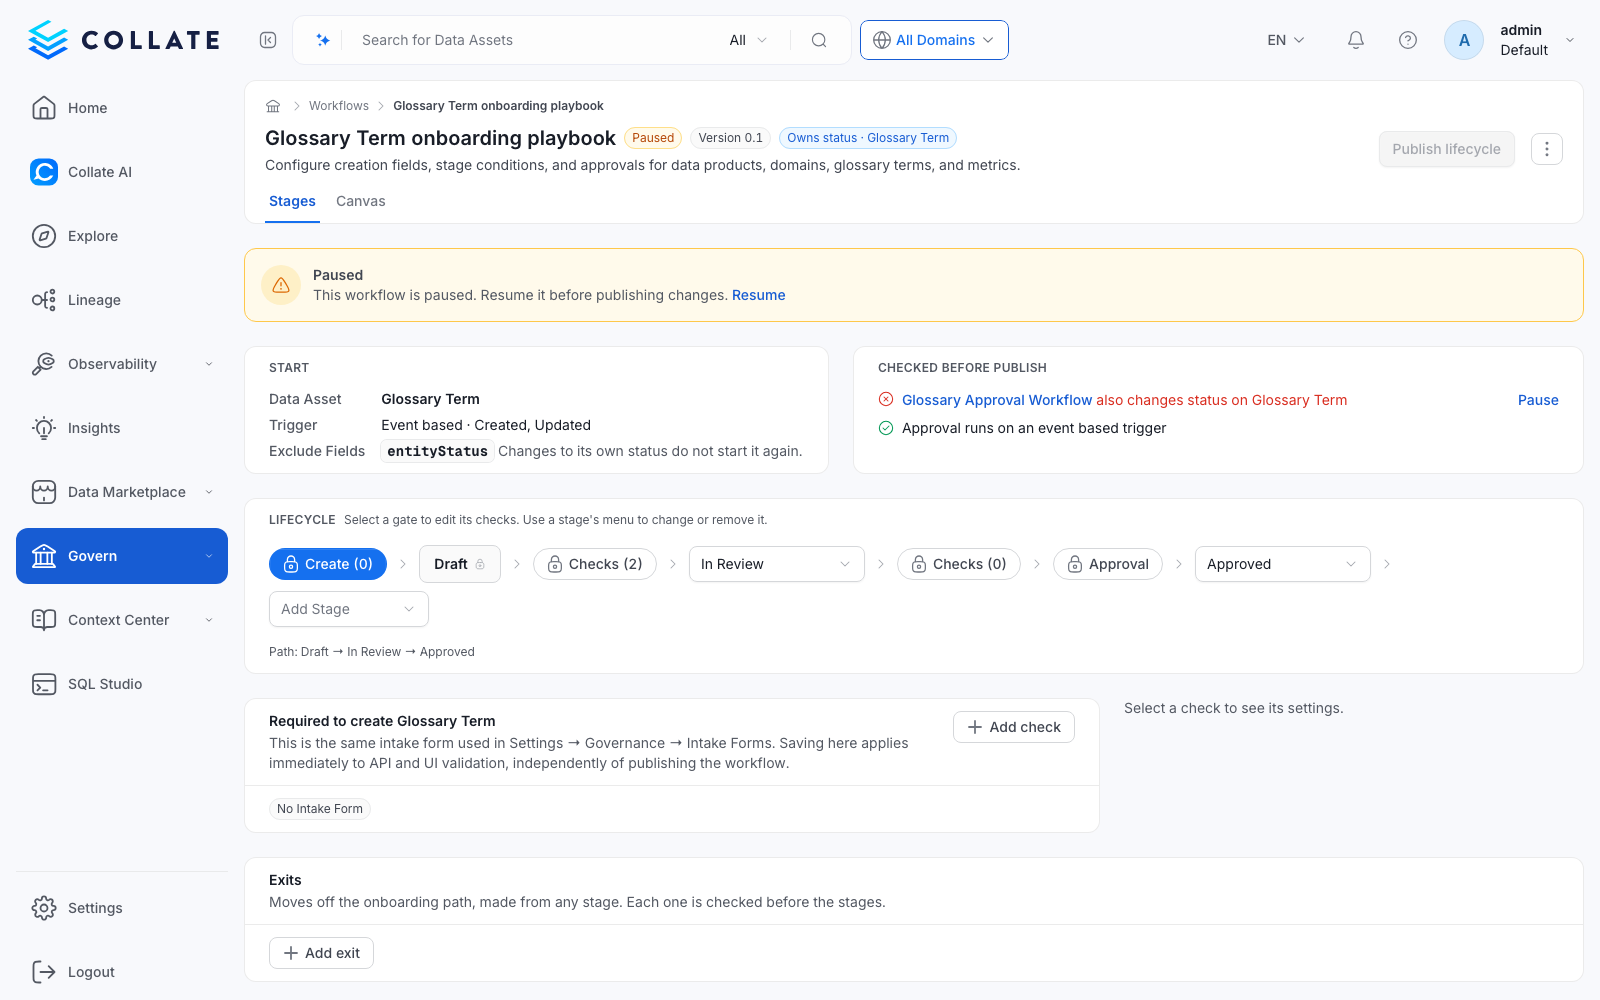 COLLATE
Search for Data Assets
All
All Domains
EN
A
admin
Default
Home
Collate AI
Explore
Lineage
Observability
Insights
Data Marketplace
Govern
Context Center
SQL Studio
Settings
Logout
Workflows
Glossary Term onboarding playbook
Glossary Term onboarding playbook
Paused
Version 0.1
Owns status · Glossary Term
Configure creation fields, stage conditions, and approvals for data products, domains, glossary terms, and metrics.
Publish lifecycle
Stages
Canvas
Paused
This workflow is paused. Resume it before publishing changes. Resume
START
Data Asset Glossary Term
Trigger Event based · Created, Updated
Exclude Fields entityStatus Changes to its own status do not start it again.
CHECKED BEFORE PUBLISH
Glossary Approval Workflow also changes status on Glossary Term
Pause
Approval runs on an event based trigger
LIFECYCLE Select a gate to edit its checks. Use a stage's menu to change or remove it.
Create (0)
Draft
Checks (2)
In Review
Checks (0)
Approval
Approved
Add Stage
Path: Draft → In Review → Approved
Required to create Glossary Term
This is the same intake form used in Settings → Governance → Intake Forms. Saving here applies
immediately to API and UI validation, independently of publishing the workflow.
Add check
No Intake Form
Select a check to see its settings.
Exits
Moves off the onboarding path, made from any stage. Each one is checked before the stages.
Add exit